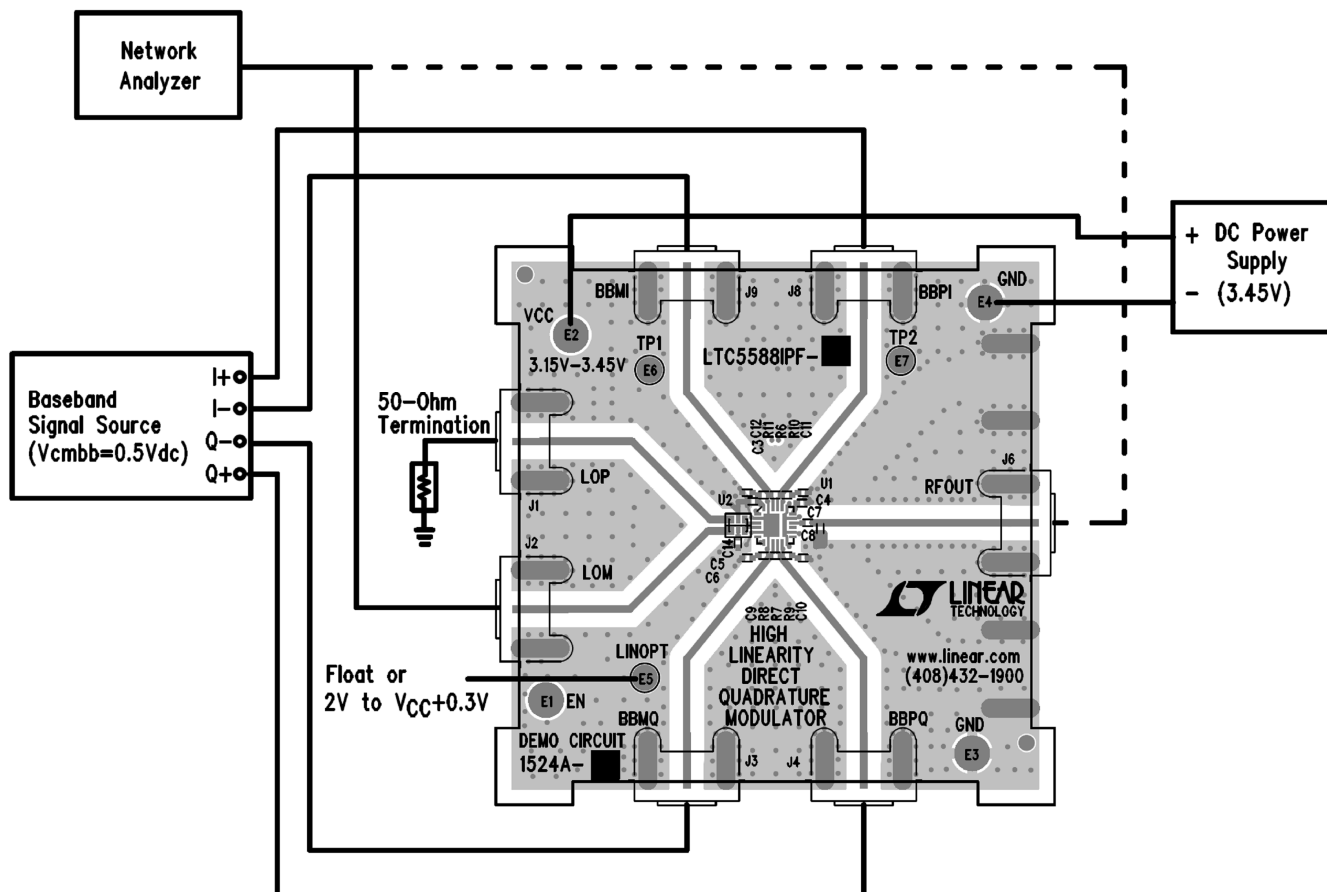 Network
Analyzer
+ DC Power
Supply
- (3.45V)
Baseband
Signal Source
(Vcmbb=0.5Vdc)
I+
I-
Q-
Q+
50-Ohm
Termination
Float or
2V to VCC+0.3V
BBMI
J9
J8
BBPI
GND
E4
VCC
E2
3.15V-3.45V
TP1
E6
LTC5588IPF-
TP2
E7
C3 C12 R11 R6 R10 C11
LOP
J1
J2
LOM
U2
U1
C4
C7
C8
C14
C5
C6
RFOUT
J6
C9 R8 R7 R9 C10
LINEAR
TECHNOLOGY
www.linear.com
(408)432-1900
HIGH
LINEARITY
DIRECT
QUADRATURE
MODULATOR
LINOPT
E5
E1 EN
BBMQ
J3
J4
BBPQ
GND
E3
DEMO CIRCUIT
1524A-